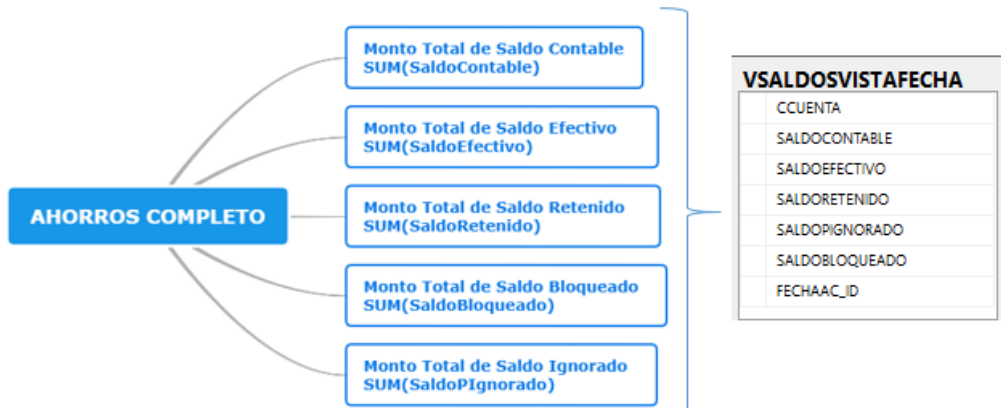 AHORROS COMPLETO
Monto Total de Saldo Contable
SUM(SaldoContable)
Monto Total de Saldo Efectivo
SUM(SaldoEfectivo)
Monto Total de Saldo Retenido
SUM(SaldoRetenido)
Monto Total de Saldo Bloqueado
SUM(SaldoBloqueado)
Monto Total de Saldo Ignorado
SUM(SaldoPIgnorado)
VSALDOSVISTAFECHA
CCUENTA
SALDOCONTABLE
SALDOEFECTIVO
SALDORETENIDO
SALDOPIGNORADO
SALDOBLOQUEADO
FECHAAC_ID